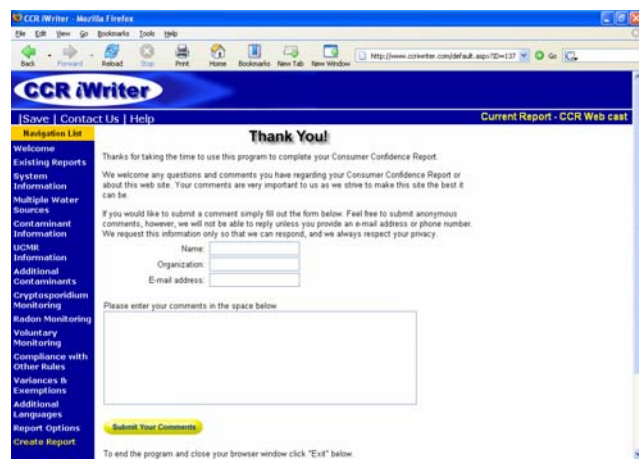 CCR iWriter - Mozilla Firefox
File Edit View Go Bookmarks Tools Help
Back Forward Reload Stop Print Home Bookmarks New Tab New Window
http://www.ccriwriter.com/default.aspx?ID=137 Go
CCR iWriter
|Save | Contact Us | Help
Current Report - CCR Web cast
Navigation List
Welcome
Existing Reports
System
Information
Multiple Water
Sources
Contaminant
Information
UCMR
Information
Additional
Contaminants
Cryptosporidium
Monitoring
Radon Monitoring
Voluntary
Monitoring
Compliance with
Other Rules
Variances &
Exemptions
Additional
Languages
Report Options
Create Report
Thank You!
Thanks for taking the time to use this program to complete your Consumer Confidence Report.
We welcome any questions and comments you have regarding your Consumer Confidence Report or
about this web site. Your comments are very important to us as we strive to make this site the best it
can be.
If you would like to submit a comment simply fill out the form below. Feel free to submit anonymous
comments, however, we will not be able to reply unless you provide an e-mail address or phone number.
We request this information only so that we can respond, and we always respect your privacy.
Name:
Organization:
E-mail address:
Please enter your comments in the space below
Submit Your Comments
To end the program and close your browser window click "Exit" below.